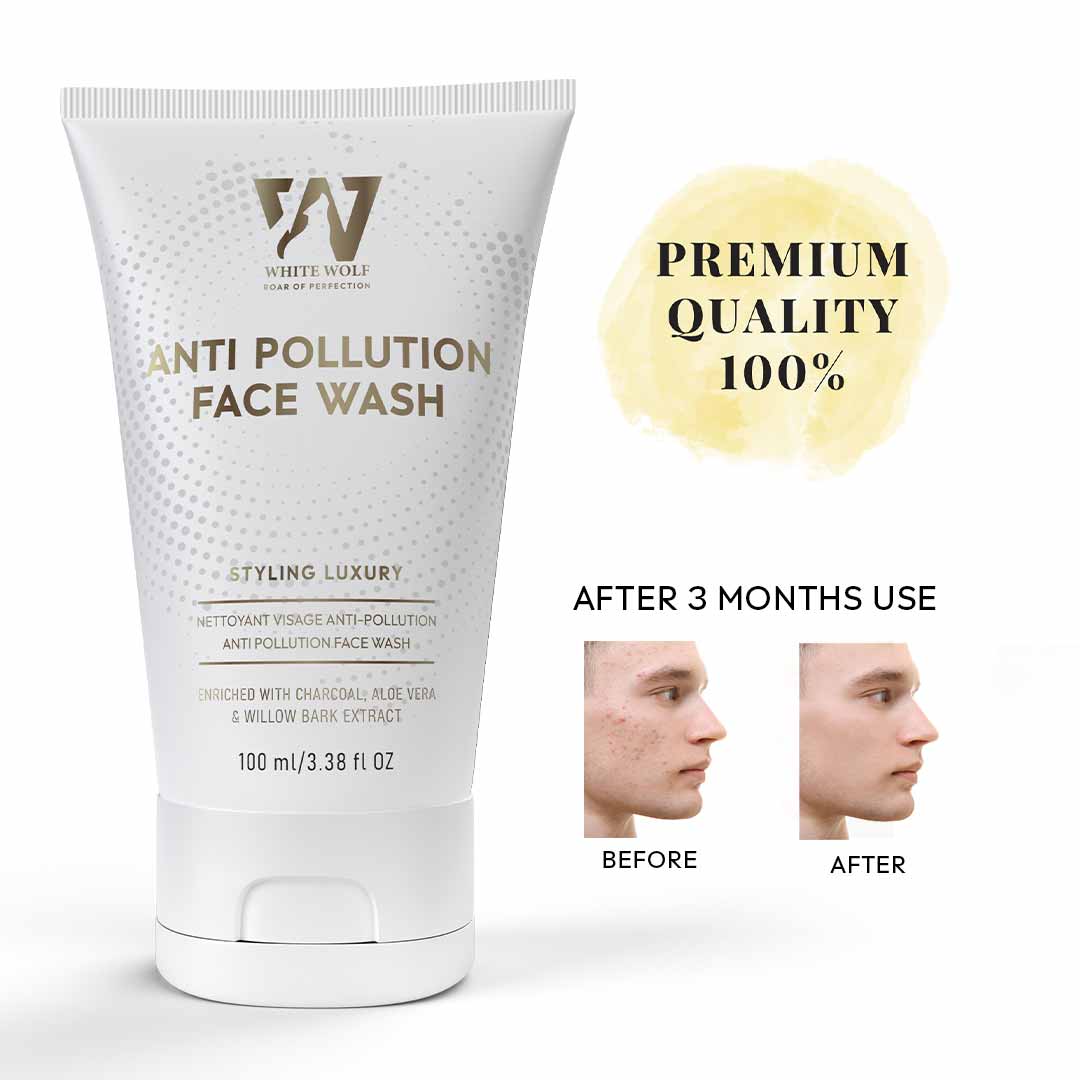 WHITE WOLF
ROAR OF PERFECTION
ANTI POLLUTION
FACE WASH
STYLING LUXURY
NETTOYANT VISAGE ANTI-POLLUTION
ANTI POLLUTION FACE WASH
ENRICHED WITH CHARCOAL, ALOE VERA
& WILLOW BARK EXTRACT
100 ml/3.38 fl OZ
PREMIUM
QUALITY
100%
AFTER 3 MONTHS USE
BEFORE
AFTER